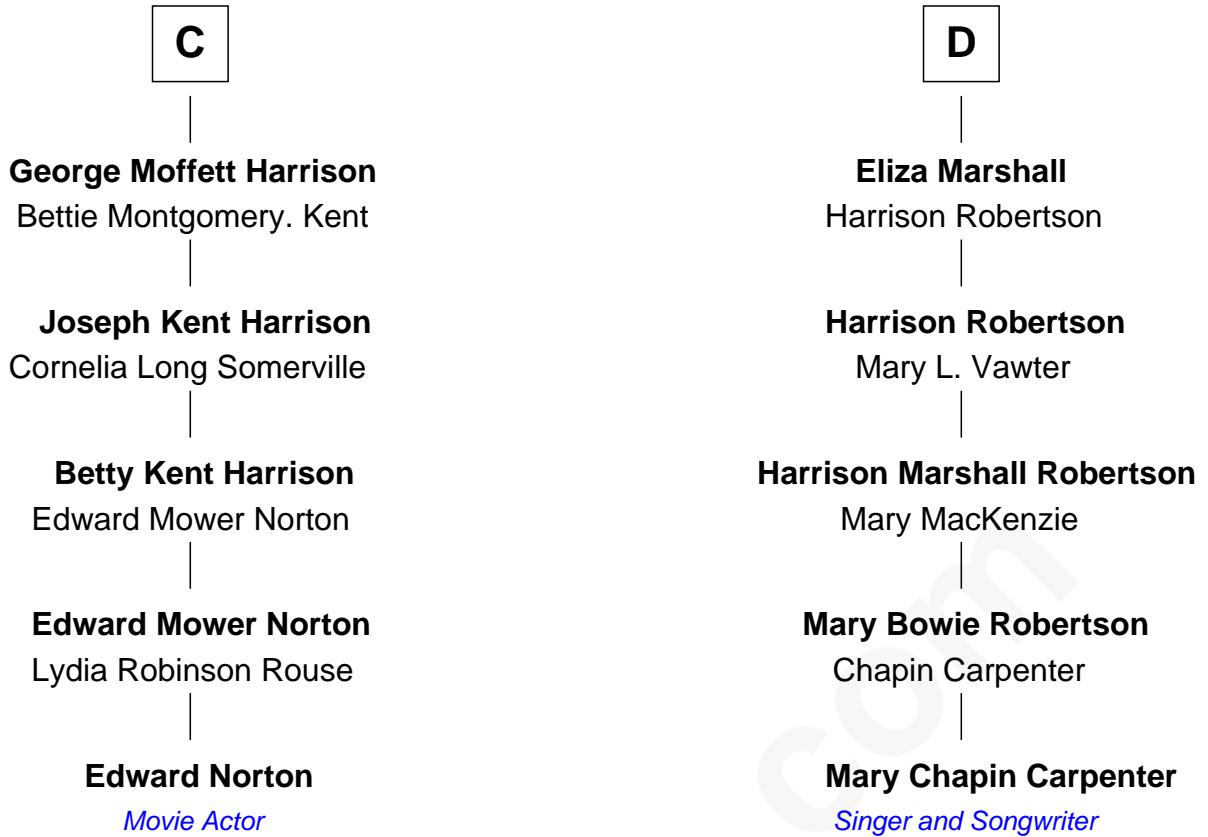 C
George Moffett Harrison
Bettie Montgomery. Kent
Joseph Kent Harrison
Cornelia Long Somerville
Betty Kent Harrison
Edward Mower Norton
Edward Mower Norton
Lydia Robinson Rouse
Edward Norton
Movie Actor
D
Eliza Marshall
Harrison Robertson
Harrison Robertson
Mary L. Vawter
Harrison Marshall Robertson
Mary MacKenzie
Mary Bowie Robertson
Chapin Carpenter
Mary Chapin Carpenter
Singer and Songwriter
com